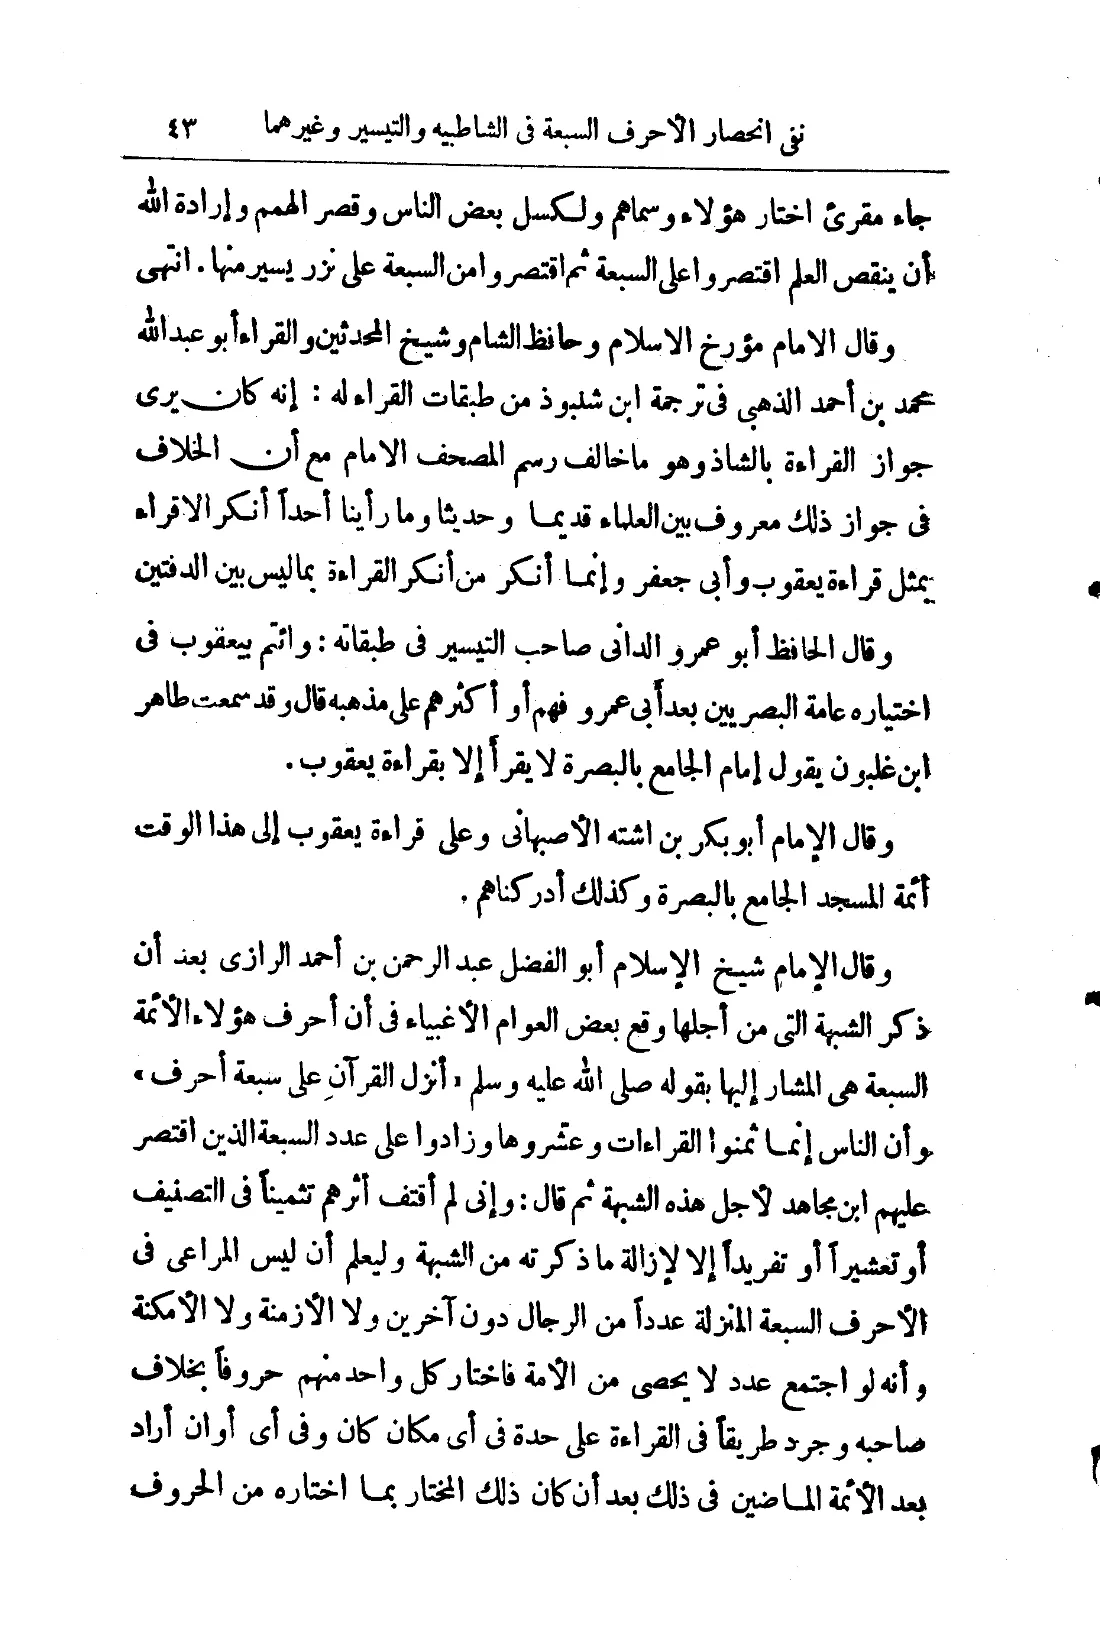 نفى انحصار الأحرف السبعة فى الشاطبيه والتيسير وغيرهما ٤٣
جاء مقرئ اختار هؤلاء وسماهم ولكسل بعض الناس وقصر الهمم وإرادة الله
أن ينقص العلم اقتصروا على السبعة ثم اقتصروا من السبعة على نزر يسير منها . انتهى
وقال الامام مؤرخ الاسلام وحافظ الشام وشيخ المحدثين والقراء أبو عبد الله
محمد بن أحمد الذهبى فى ترجمة ابن شنبوذ من طبقات القراء له : إنه كان يرى
جواز القراءة بالشاذ وهو ما خالف رسم المصحف الامام مع أن الخلاف
فى جواز ذلك معروف بين العلماء قديما وحديثا وما رأينا أحداً أنكر الاقراء
بمثل قراءة يعقوب وأبى جعفر وإنما أنكر من أنكر القراءة بما ليس بين الدفتين
وقال الحافظ أبو عمرو الدانى صاحب التيسير فى طبقاته : وائتم بيعقوب فى
اختياره عامة البصريين بعد أبى عمرو فهم أو أكثرهم على مذهبه قال وقد سمعت طاهر
ابن غلبون يقول إمام الجامع بالبصرة لا يقرأ إلا بقراءة يعقوب .
وقال الإمام أبو بكر بن اشته الأصبهانى وعلى قراءة يعقوب إلى هذا الوقت
أئمة المسجد الجامع بالبصرة وكذلك أدركناهم .
وقال الإمام شيخ الإسلام أبو الفضل عبد الرحمن بن أحمد الرازى بعد أن
ذكر الشبهة التى من أجلها وقع بعض العوام الأغبياء فى أن أحرف هؤلاء الأئمة
السبعة هى المشار إليها بقوله صلى الله عليه وسلم « أنزل القرآن على سبعة أحرف »
وأن الناس إنما ثمنوا القراءات وعشروها وزادوا على عدد السبعة الذين اقتصر
عليهم ابن مجاهد لأجل هذه الشبهة ثم قال : وإنى لم أقتف أثرهم تثميناً فى التصنيف
أو تعشيراً أو تفريداً إلا لإزالة ما ذكرته من الشبهة وليعلم أن ليس المراعى فى
الأحرف السبعة المنزلة عدداً من الرجال دون آخرين ولا الأزمنة ولا الأمكنة
وأنه لو اجتمع عدد لا يحصى من الأمة فاختار كل واحد منهم حروفاً بخلاف
صاحبه وجرد طريقاً فى القراءة على حدة فى أى مكان كان وفى أى أوان أراد
بعد الأئمة الماضين فى ذلك بعد أن كان ذلك المختار بما اختاره من الحروف